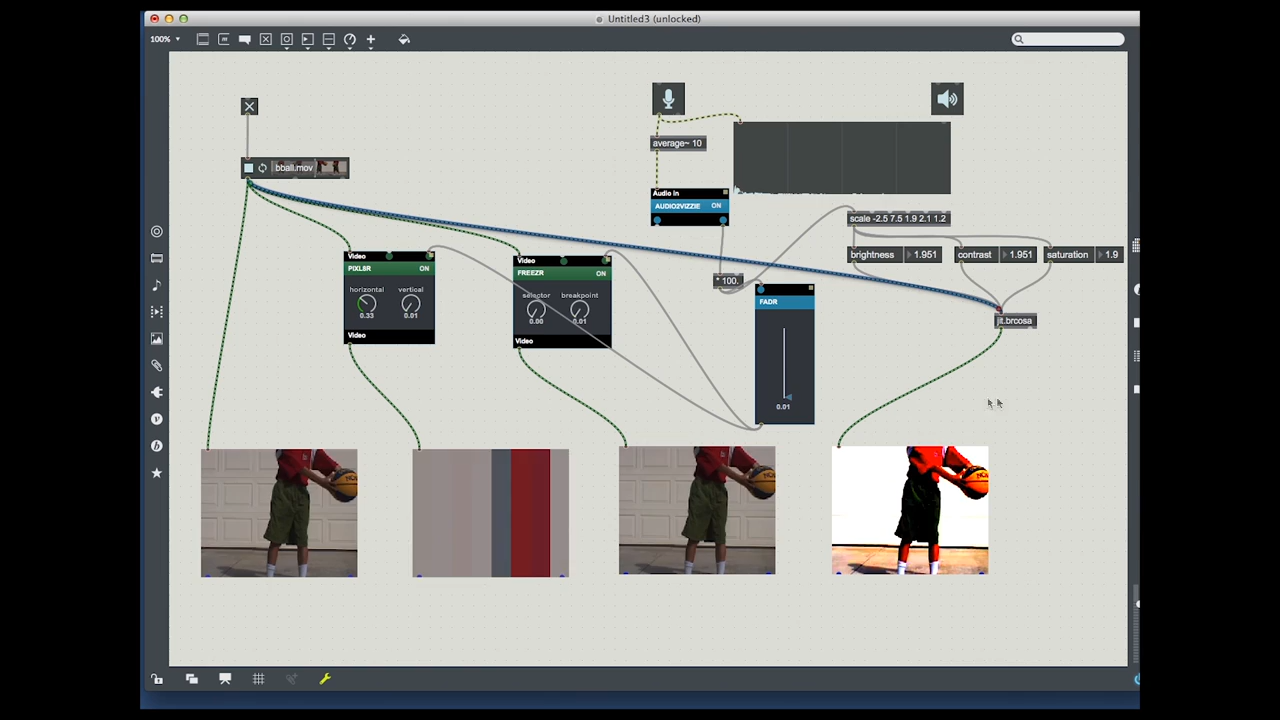 Untitled3 (unlocked)
100%
bball.mov
average~ 10
Audio In
AUDIO2VIZZIE ON
scale -2.5 7.5 1.9 2.1 1.2
brightness 1.951 contrast 1.951 saturation 1.9
* 100.
Video
PIXL8R ON
horizontal vertical
0.33 0.01
Video
Video
FREEZR ON
selector breakpoint
0.00 0.01
Video
FADR
0.01
jit.brcosa